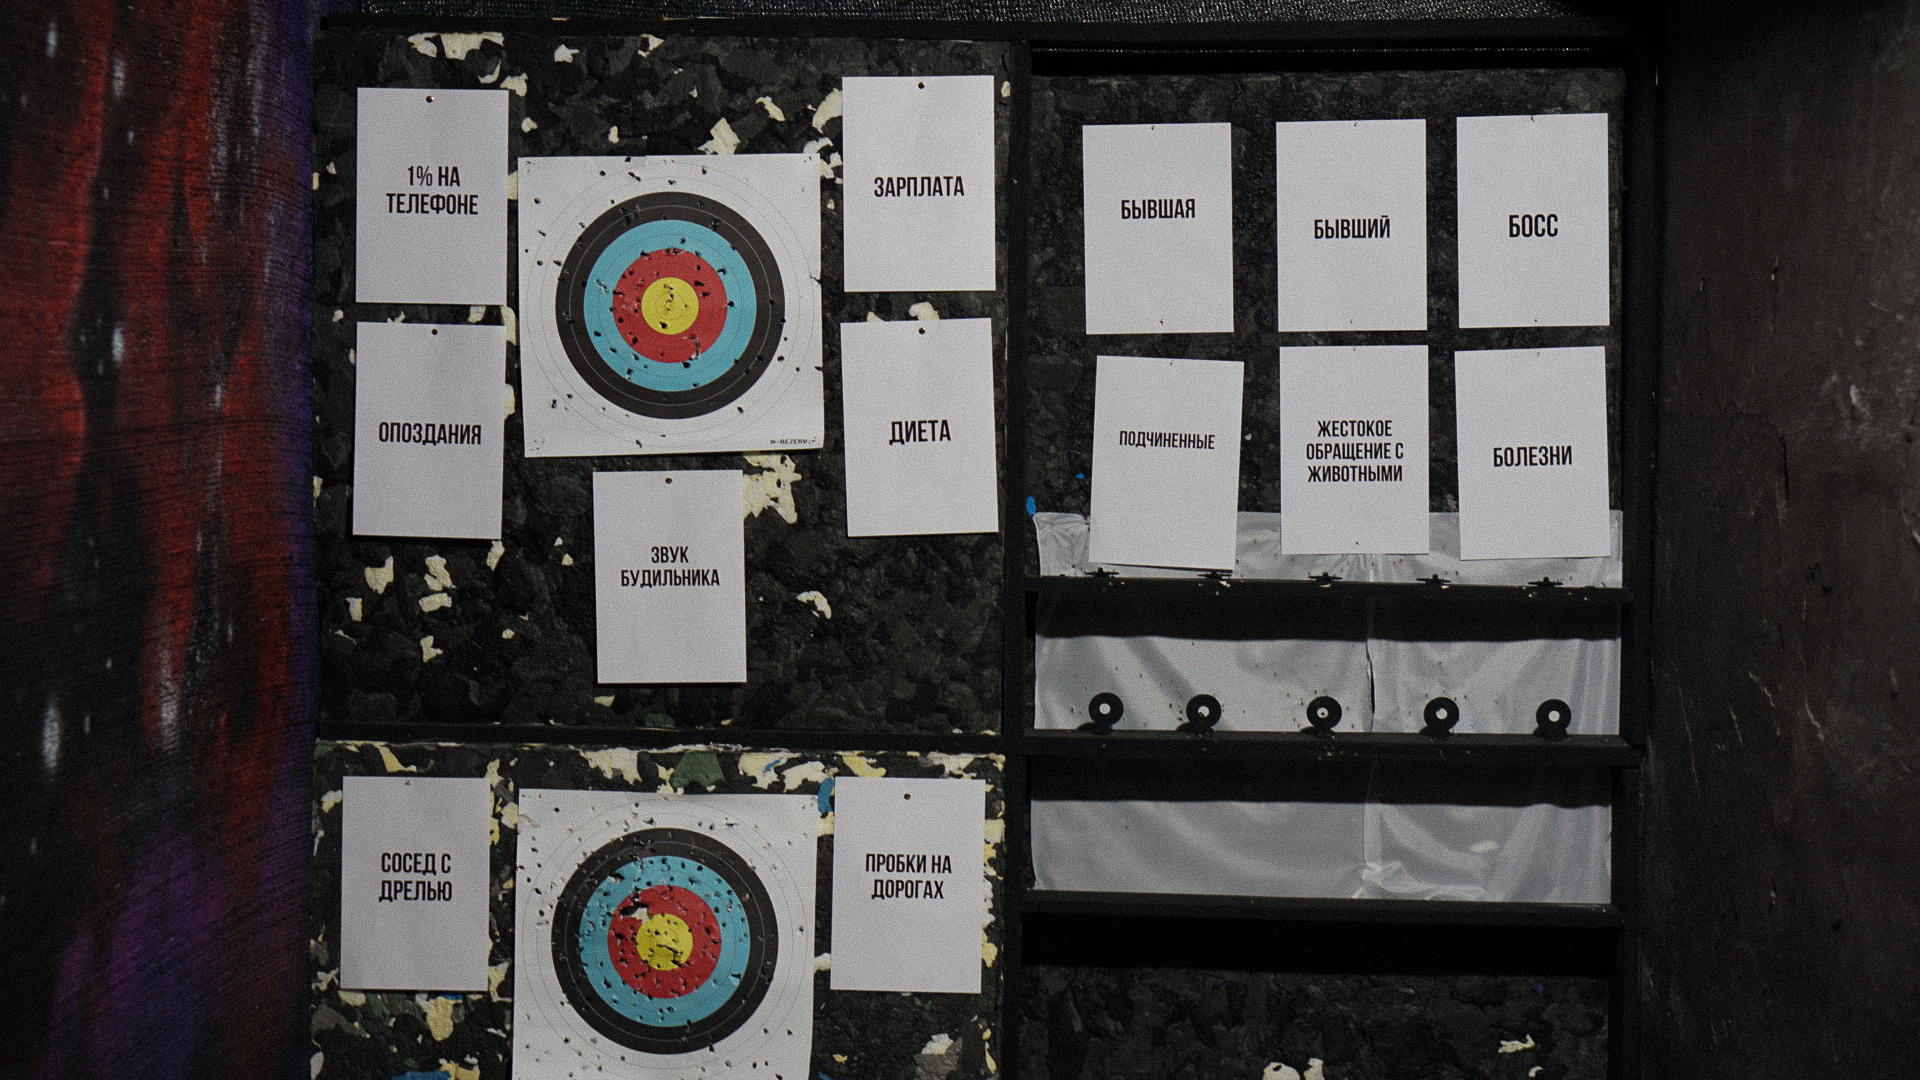 1% НА
ТЕЛЕФОНЕ
ЗАРПЛАТА
БЫВШАЯ
БЫВШИЙ
БОСС
ОПОЗДАНИЯ
REZERV
ДИЕТА
ПОДЧИНЕННЫЕ
ЖЕСТОКОЕ
ОБРАЩЕНИЕ С
ЖИВОТНЫМИ
БОЛЕЗНИ
ЗВУК
БУДИЛЬНИКА
СОСЕД С
ДРЕЛЬЮ
ПРОБКИ НА
ДОРОГАХ